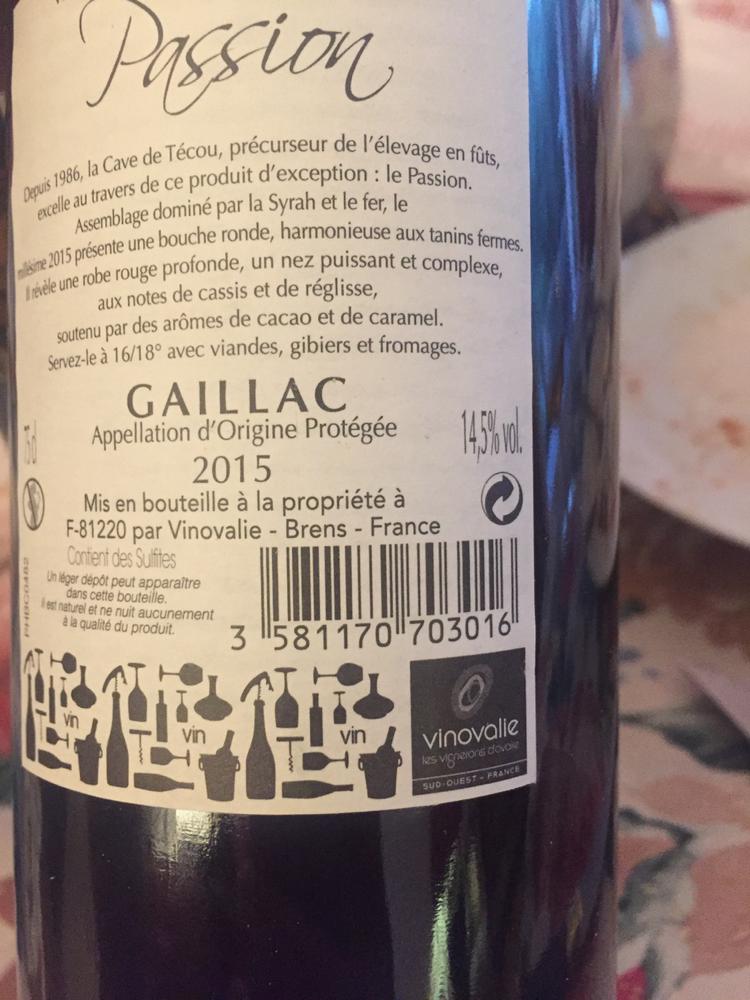 Passion
Depuis 1986, la Cave de Técou, précurseur de l'élevage en fûts,
excelle au travers de ce produit d'exception : le Passion.
Assemblage dominé par la Syrah et le fer, le
millésime 2015 présente une bouche ronde, harmonieuse aux tanins fermes.
Il révèle une robe rouge profonde, un nez puissant et complexe,
aux notes de cassis et de réglisse,
soutenu par des arômes de cacao et de caramel.
Servez-le à 16/18° avec viandes, gibiers et fromages.
GAILLAC
Appellation d'Origine Protégée
75cl
14,5% vol.
2015
Mis en bouteille à la propriété à
F-81220 par Vinovalie - Brens - France
Contient des Sulfites
Un léger dépôt peut apparaître
dans cette bouteille.
Il est naturel et ne nuit aucunement
à la qualité du produit.
3 581170 703016
vin
vin
vin
vinovalie
les vignerons d'ovalie
SUD-OUEST - FRANCE